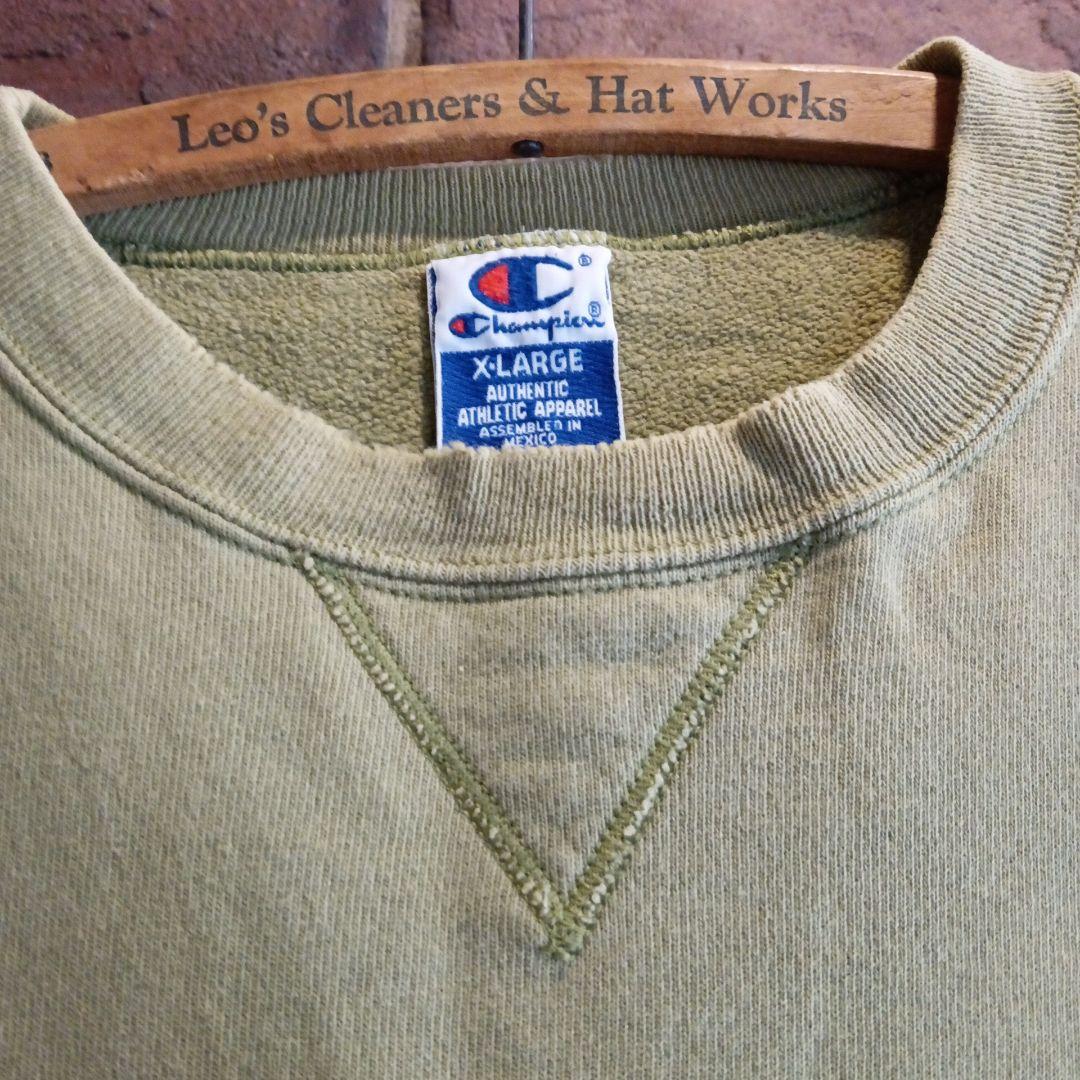 Leo's Cleaners & Hat Works
®
Champion®
X·LARGE
AUTHENTIC
ATHLETIC APPAREL
ASSEMBLED IN
MEXICO